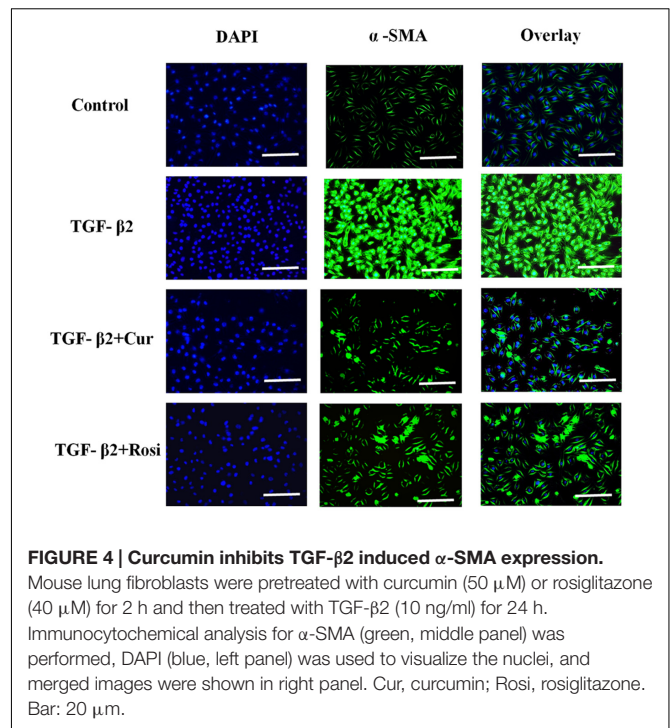 DAPI α -SMA Overlay
Control
TGF- β2
TGF- β2+Cur
TGF- β2+Rosi
FIGURE 4 | Curcumin inhibits TGF-β2 induced α-SMA expression.
Mouse lung fibroblasts were pretreated with curcumin (50 μM) or rosiglitazone
(40 μM) for 2 h and then treated with TGF-β2 (10 ng/ml) for 24 h.
Immunocytochemical analysis for α-SMA (green, middle panel) was
performed, DAPI (blue, left panel) was used to visualize the nuclei, and
merged images were shown in right panel. Cur, curcumin; Rosi, rosiglitazone.
Bar: 20 μm.